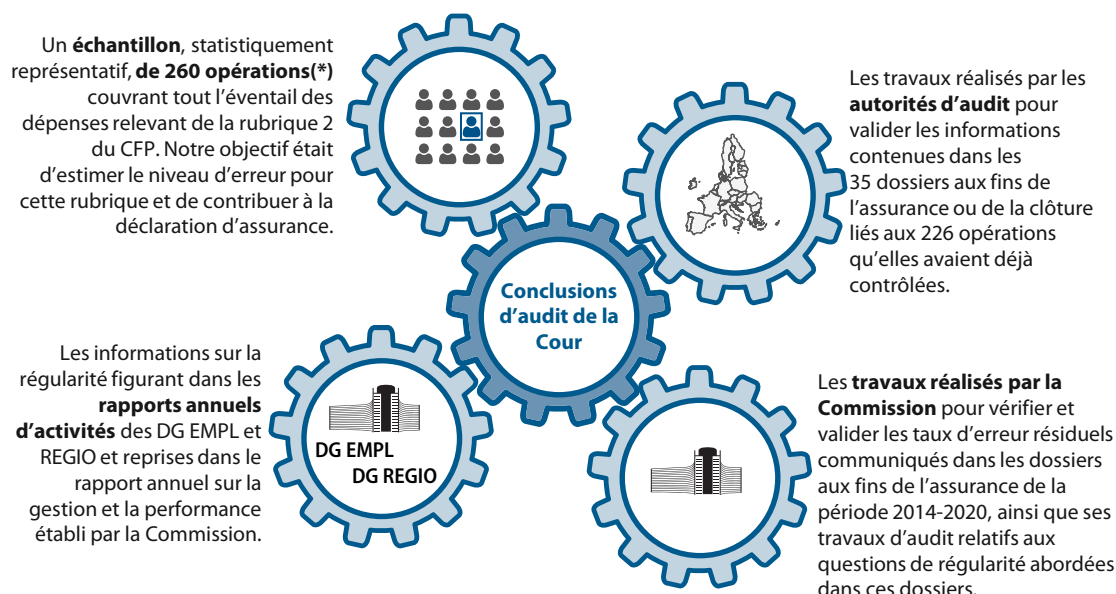 Un échantillon, statistiquement
représentatif, de 260 opérations(*)
couvrant tout l'éventail des
dépenses relevant de la rubrique 2
du CFP. Notre objectif était
d'estimer le niveau d'erreur pour
cette rubrique et de contribuer à la
déclaration d'assurance.
Les travaux réalisés par les
autorités d'audit pour
valider les informations
contenues dans les
35 dossiers aux fins de
l'assurance ou de la clôture
liés aux 226 opérations
qu'elles avaient déjà
contrôlées.
Conclusions
d'audit de la
Cour
Les informations sur la
régularité figurant dans les
rapports annuels
d'activités des DG EMPL et
REGIO et reprises dans le
rapport annuel sur la
gestion et la performance
établi par la Commission.
DG EMPL
DG REGIO
Les travaux réalisés par la
Commission pour vérifier et
valider les taux d'erreur résiduels
communiqués dans les dossiers
aux fins de l'assurance de la
période 2014-2020, ainsi que ses
travaux d'audit relatifs aux
questions de régularité abordées
dans ces dossiers.